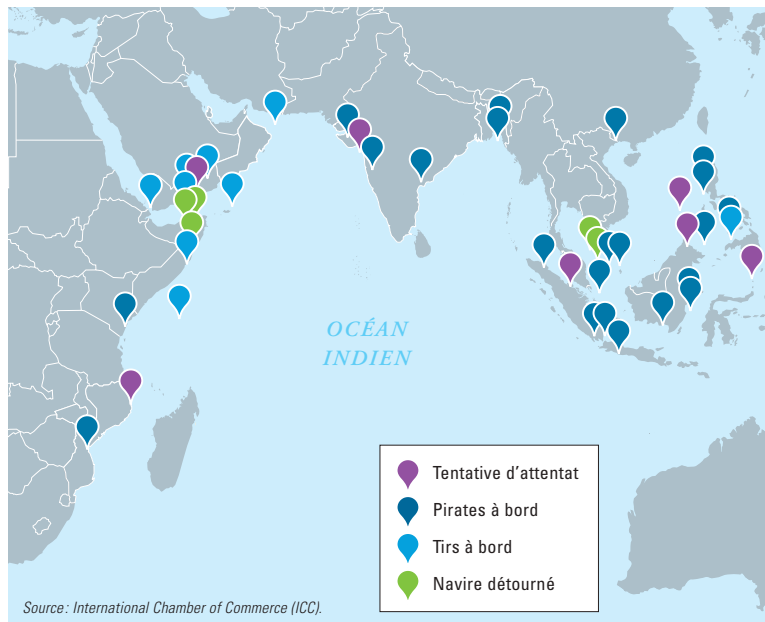 OCÉAN
INDIEN
Tentative d'attentat
Pirates à bord
Tirs à bord
Navire détourné
Source: International Chamber of Commerce (ICC).